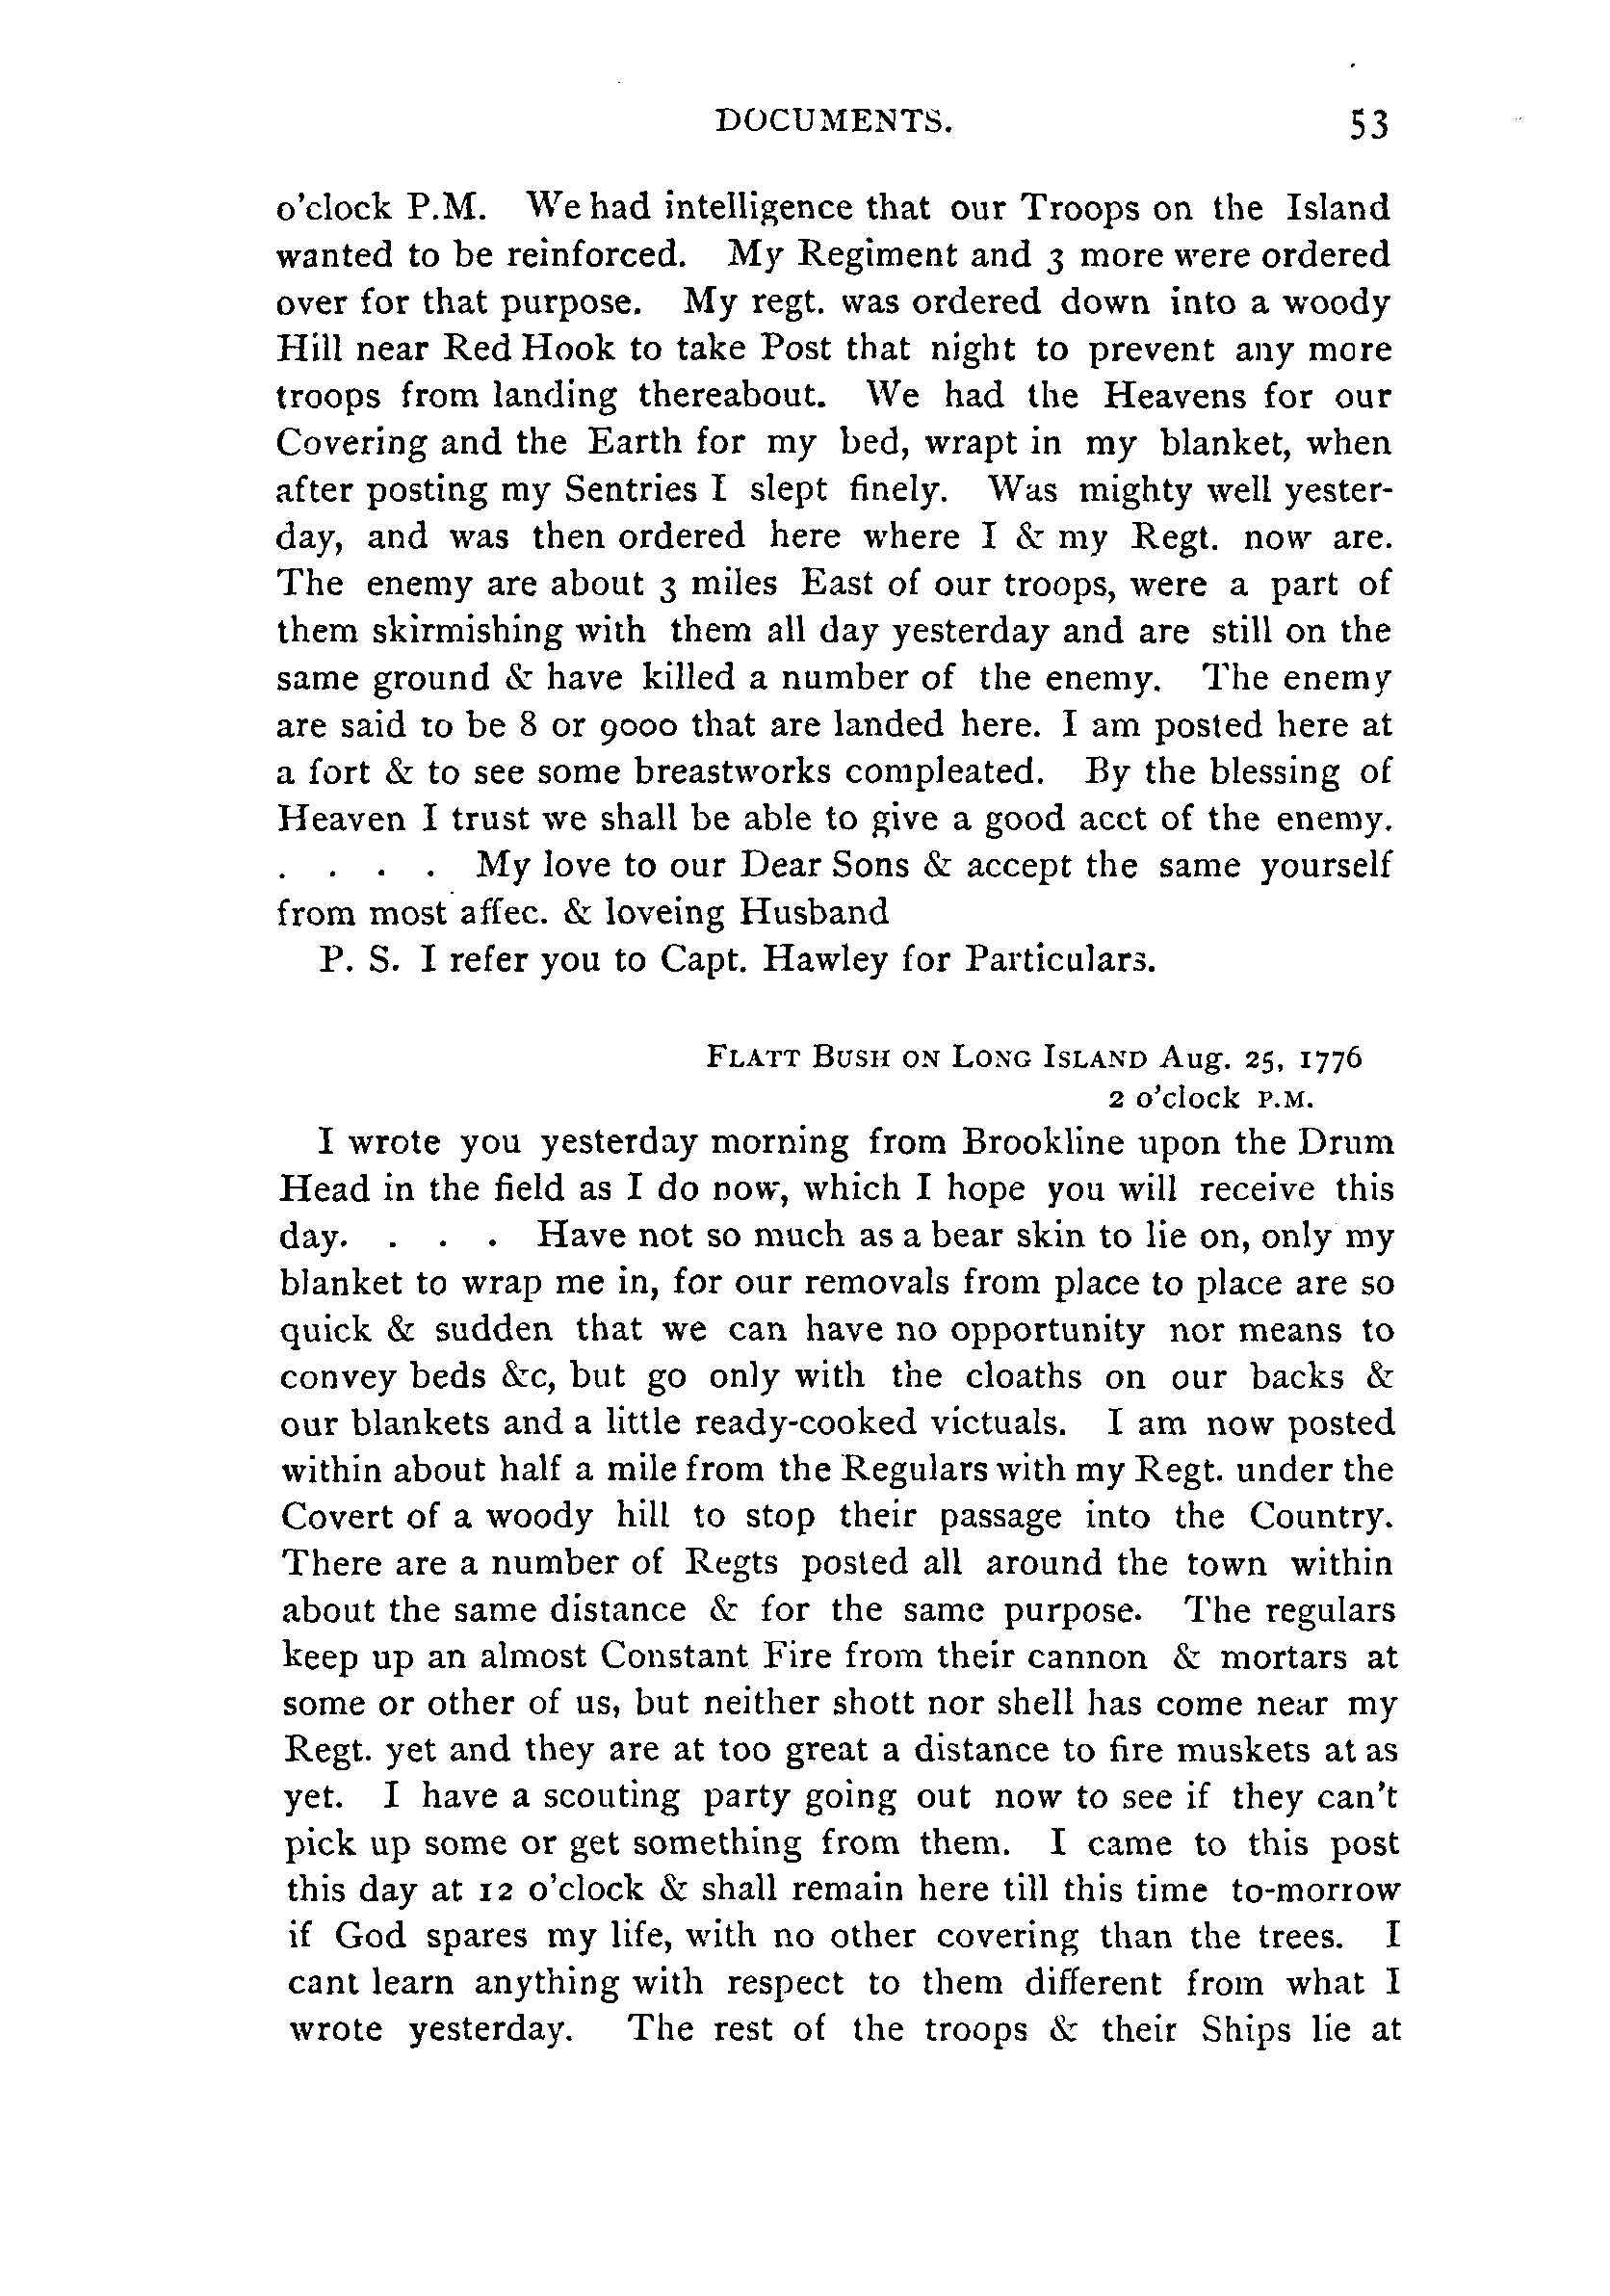 DOCUMENTS. 53
o'clock P.M. We had intelligence that our Troops on the Island
wanted to be reinforced. My Regiment and 3 more were ordered
over for that purpose. My regt. was ordered down into a woody
Hill near Red Hook to take Post that night to prevent any more
troops from landing thereabout. We had the Heavens for our
Covering and the Earth for my bed, wrapt in my blanket, when
after posting my Sentries I slept finely. Was mighty well yester-
day, and was then ordered here where I & my Regt. now are.
The enemy are about 3 miles East of our troops, were a part of
them skirmishing with them all day yesterday and are still on the
same ground & have killed a number of the enemy. The enemy
are said to be 8 or 9000 that are landed here. I am posted here at
a fort & to see some breastworks compleated. By the blessing of
Heaven I trust we shall be able to give a good acct of the enemy.
. . . . My love to our Dear Sons & accept the same yourself
from most affec. & loveing Husband
P. S. I refer you to Capt. Hawley for Particulars.
FLATT BUSH ON LONG ISLAND Aug. 25, 1776
2 o'clock P.M.
I wrote you yesterday morning from Brookline upon the Drum
Head in the field as I do now, which I hope you will receive this
day. . . . Have not so much as a bear skin to lie on, only my
blanket to wrap me in, for our removals from place to place are so
quick & sudden that we can have no opportunity nor means to
convey beds &c, but go only with the cloaths on our backs &
our blankets and a little ready-cooked victuals. I am now posted
within about half a mile from the Regulars with my Regt. under the
Covert of a woody hill to stop their passage into the Country.
There are a number of Regts posted all around the town within
about the same distance & for the same purpose. The regulars
keep up an almost Constant Fire from their cannon & mortars at
some or other of us, but neither shott nor shell has come near my
Regt. yet and they are at too great a distance to fire muskets at as
yet. I have a scouting party going out now to see if they can't
pick up some or get something from them. I came to this post
this day at 12 o'clock & shall remain here till this time to-morrow
if God spares my life, with no other covering than the trees. I
cant learn anything with respect to them different from what I
wrote yesterday. The rest of the troops & their Ships lie at